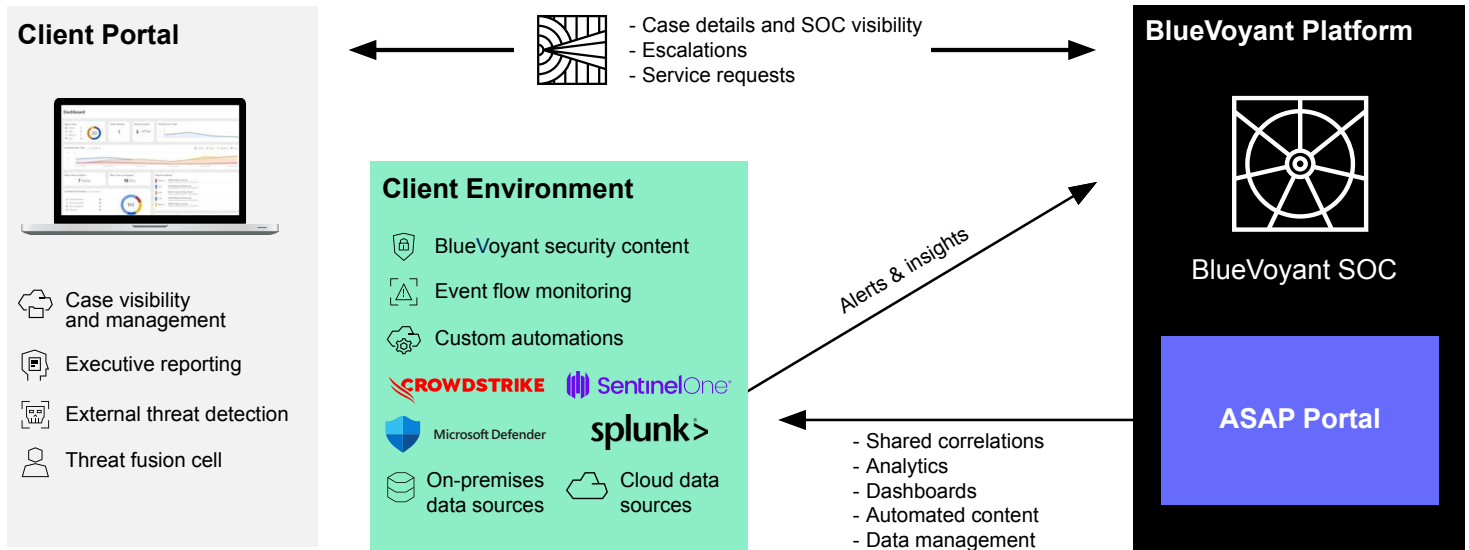 Client Portal
Dashboard
Case visibility
and management
Executive reporting
External threat detection
Threat fusion cell
- Case details and SOC visibility
- Escalations
- Service requests
Client Environment
BlueVoyant security content
Event flow monitoring
Custom automations
CROWDSTRIKE
SentinelOne
Microsoft Defender
splunk>
On-premises
data sources
Cloud data
sources
Alerts & insights
- Shared correlations
- Analytics
- Dashboards
- Automated content
- Data management
BlueVoyant Platform
BlueVoyant SOC
ASAP Portal